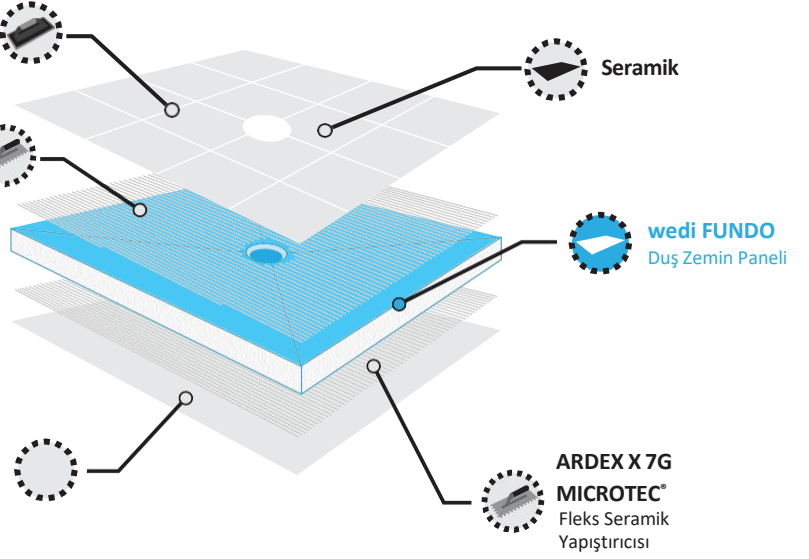 Seramik
wedi FUNDO
Duş Zemin Paneli
ARDEX X 7G
MICROTEC®
Fleks Seramik
Yapıştırıcısı